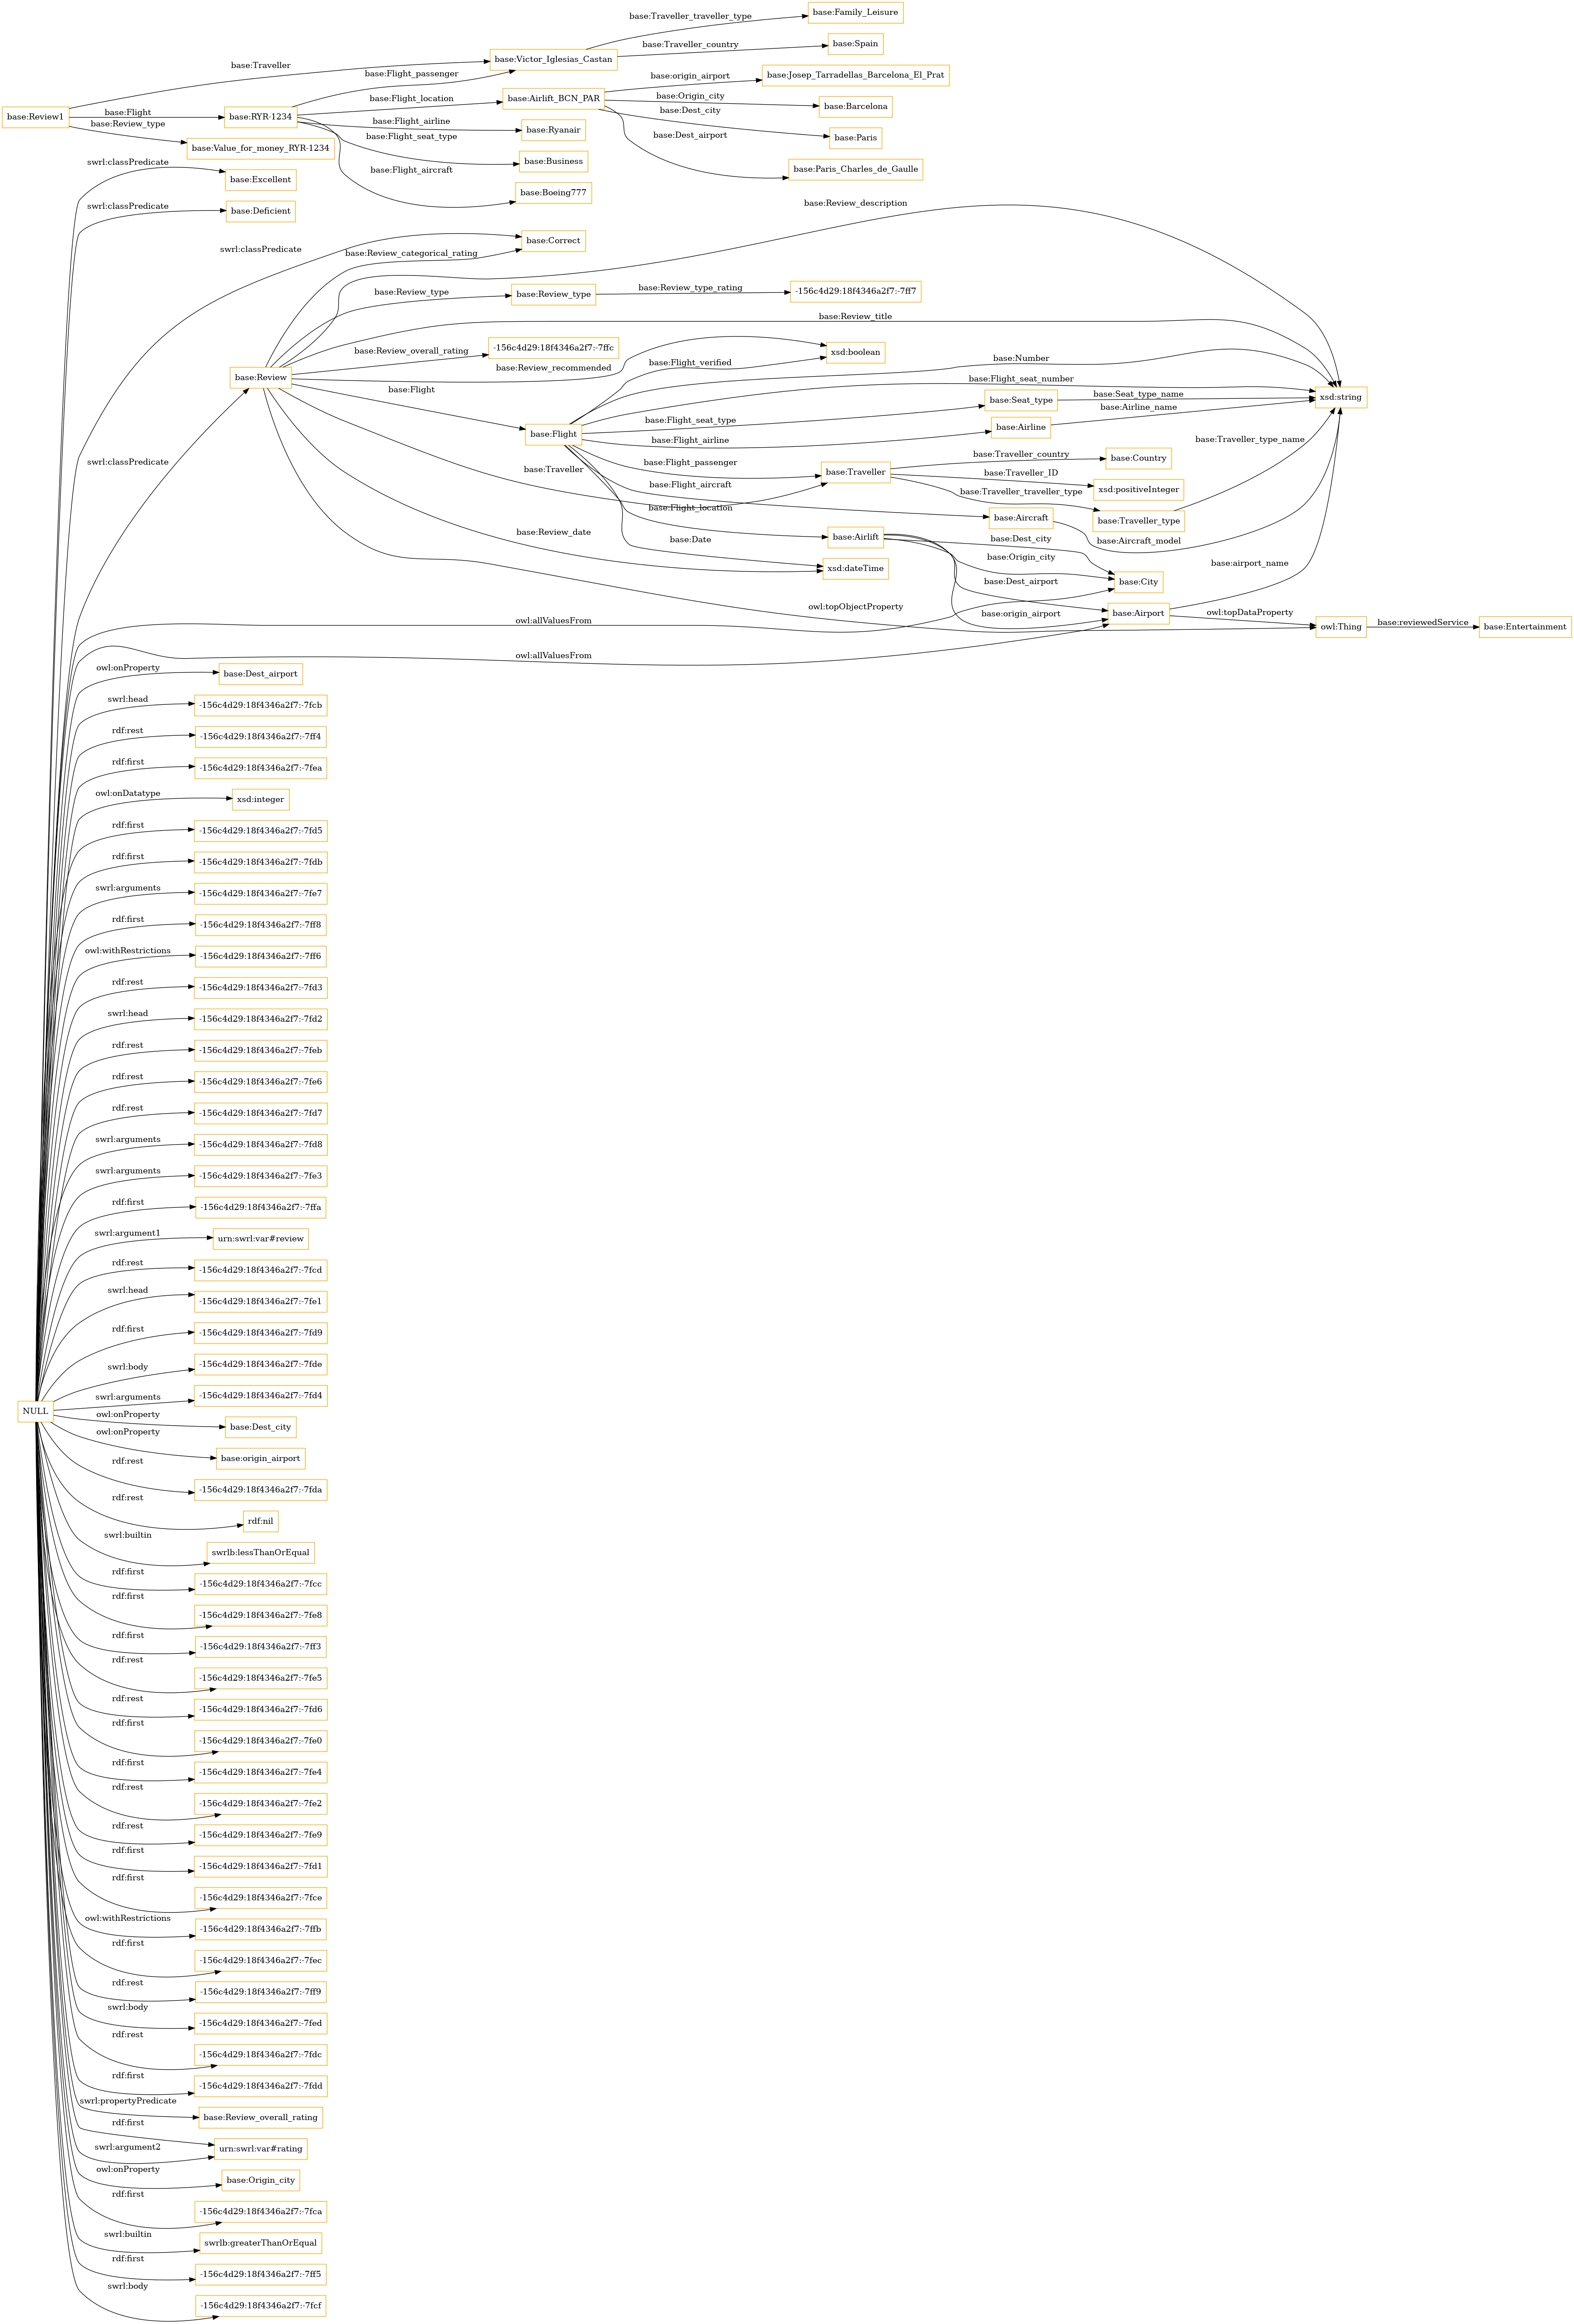 base:Traveller_traveller_type
base:Family_Leisure
base:Traveller_country
base:Spain
base:Traveller
base:Victor_Iglesias_Castan
base:Flight_passenger
base:origin_airport
base:Josep_Tarradellas_Barcelona_El_Prat
base:Review1
base:Flight
base:RYR-1234
base:Flight_location
base:Airlift_BCN_PAR
base:Origin_city
base:Barcelona
base:Review_type
base:Flight_airline
base:Ryanair
base:Dest_city
base:Paris
base:Value_for_money_RYR-1234
base:Flight_seat_type
base:Business
base:Dest_airport
base:Paris_Charles_de_Gaulle
base:Flight_aircraft
base:Boeing777
swrl:classPredicate
base:Excellent
swrl:classPredicate
base:Deficient
base:Review_description
swrl:classPredicate
base:Correct
base:Review_categorical_rating
base:Review_type
base:Review_type
base:Review_type_rating
-156c4d29:18f4346a2f7:-7ff7
base:Review_title
base:Review_overall_rating
-156c4d29:18f4346a2f7:-7ffc
xsd:boolean
base:Review_recommended
base:Flight_verified
base:Number
base:Review
base:Flight
base:Flight_seat_number
base:Seat_type
base:Seat_type_name
xsd:string
base:Flight_seat_type
base:Airline
base:Airline_name
base:Flight
base:Flight_airline
base:Traveller_type_name
swrl:classPredicate
base:Flight_passenger
base:Traveller
base:Traveller
base:Traveller_country
base:Country
base:Traveller_ID
xsd:positiveInteger
base:Flight_aircraft
base:Traveller_traveller_type
base:Traveller_type
base:Flight_location
base:Aircraft
base:Aircraft_model
base:Review_date
base:Date
base:Airlift
base:Dest_city
base:Origin_city
base:airport_name
xsd:dateTime
base:City
base:Dest_airport
owl:topObjectProperty
base:origin_airport
base:Airport
owl:topDataProperty
owl:Thing
base:reviewedService
base:Entertainment
owl:allValuesFrom
owl:allValuesFrom
owl:onProperty
base:Dest_airport
swrl:head
-156c4d29:18f4346a2f7:-7fcb
rdf:rest
-156c4d29:18f4346a2f7:-7ff4
rdf:first
-156c4d29:18f4346a2f7:-7fea
owl:onDatatype
xsd:integer
rdf:first
-156c4d29:18f4346a2f7:-7fd5
rdf:first
-156c4d29:18f4346a2f7:-7fdb
swrl:arguments
-156c4d29:18f4346a2f7:-7fe7
rdf:first
-156c4d29:18f4346a2f7:-7ff8
owl:withRestrictions
-156c4d29:18f4346a2f7:-7ff6
rdf:rest
-156c4d29:18f4346a2f7:-7fd3
swrl:head
-156c4d29:18f4346a2f7:-7fd2
rdf:rest
-156c4d29:18f4346a2f7:-7feb
rdf:rest
-156c4d29:18f4346a2f7:-7fe6
rdf:rest
-156c4d29:18f4346a2f7:-7fd7
swrl:arguments
-156c4d29:18f4346a2f7:-7fd8
swrl:arguments
-156c4d29:18f4346a2f7:-7fe3
rdf:first
-156c4d29:18f4346a2f7:-7ffa
swrl:argument1
urn:swrl:var#review
rdf:rest
-156c4d29:18f4346a2f7:-7fcd
swrl:head
-156c4d29:18f4346a2f7:-7fe1
rdf:first
-156c4d29:18f4346a2f7:-7fd9
swrl:body
-156c4d29:18f4346a2f7:-7fde
swrl:arguments
-156c4d29:18f4346a2f7:-7fd4
NULL
owl:onProperty
base:Dest_city
owl:onProperty
base:origin_airport
rdf:rest
-156c4d29:18f4346a2f7:-7fda
rdf:rest
rdf:nil
swrl:builtin
swrlb:lessThanOrEqual
rdf:first
-156c4d29:18f4346a2f7:-7fcc
rdf:first
-156c4d29:18f4346a2f7:-7fe8
rdf:first
-156c4d29:18f4346a2f7:-7ff3
rdf:rest
-156c4d29:18f4346a2f7:-7fe5
rdf:rest
-156c4d29:18f4346a2f7:-7fd6
rdf:first
-156c4d29:18f4346a2f7:-7fe0
rdf:first
-156c4d29:18f4346a2f7:-7fe4
rdf:rest
-156c4d29:18f4346a2f7:-7fe2
rdf:rest
-156c4d29:18f4346a2f7:-7fe9
rdf:first
-156c4d29:18f4346a2f7:-7fd1
rdf:first
-156c4d29:18f4346a2f7:-7fce
owl:withRestrictions
-156c4d29:18f4346a2f7:-7ffb
rdf:first
-156c4d29:18f4346a2f7:-7fec
rdf:rest
-156c4d29:18f4346a2f7:-7ff9
swrl:body
-156c4d29:18f4346a2f7:-7fed
rdf:rest
-156c4d29:18f4346a2f7:-7fdc
rdf:first
-156c4d29:18f4346a2f7:-7fdd
swrl:propertyPredicate
base:Review_overall_rating
rdf:first
swrl:argument2
urn:swrl:var#rating
owl:onProperty
base:Origin_city
rdf:first
-156c4d29:18f4346a2f7:-7fca
swrl:builtin
swrlb:greaterThanOrEqual
rdf:first
-156c4d29:18f4346a2f7:-7ff5
swrl:body
-156c4d29:18f4346a2f7:-7fcf